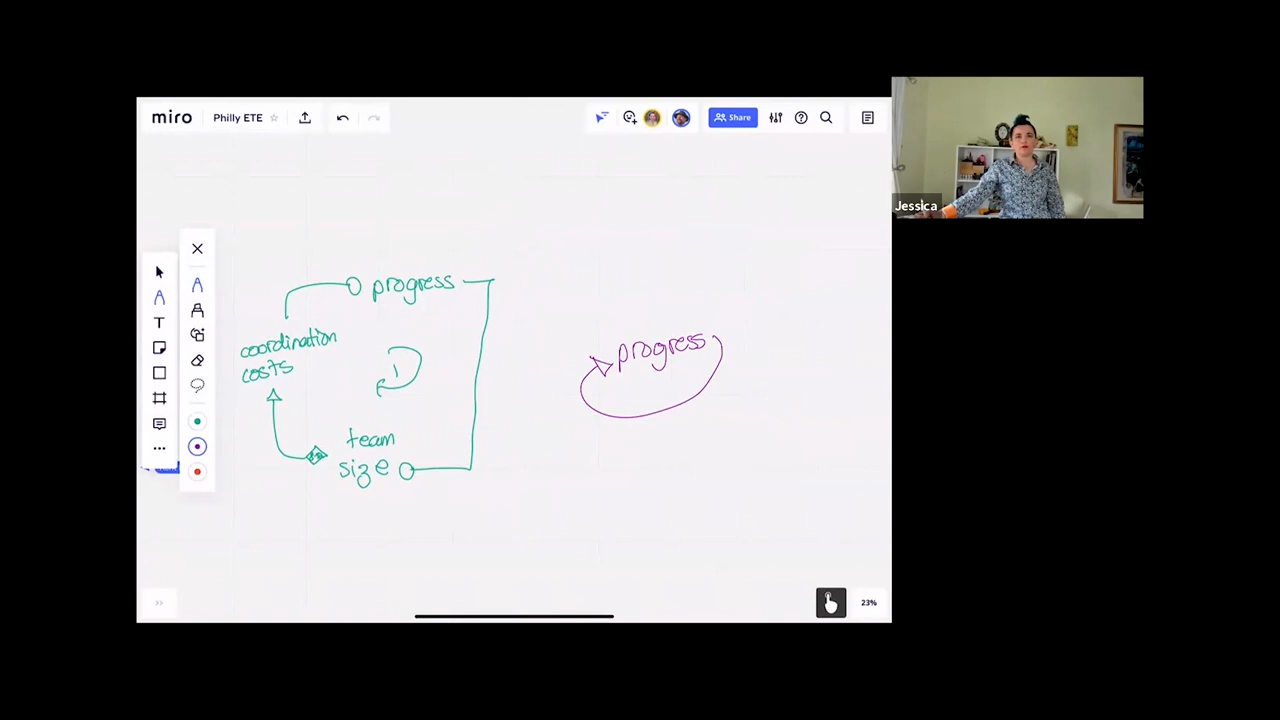 miro
Philly ETE
Share
Jessica
progress
coordination
costs
team
size
progress
23%